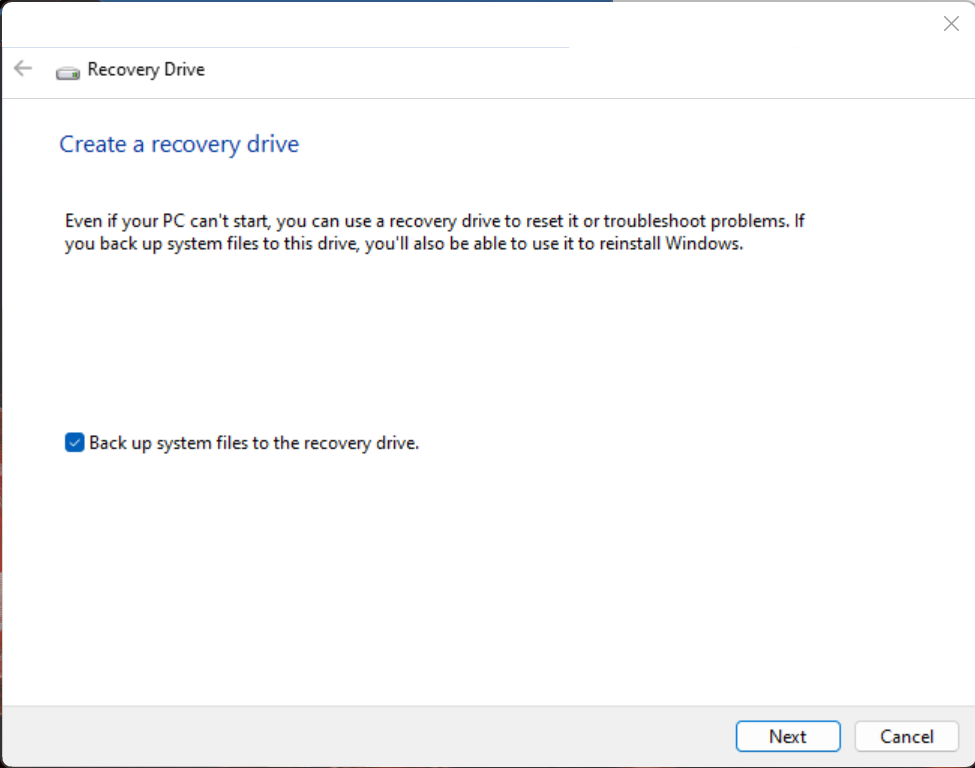 Recovery Drive
Create a recovery drive
Even if your PC can't start, you can use a recovery drive to reset it or troubleshoot problems. If
you back up system files to this drive, you'll also be able to use it to reinstall Windows.
Back up system files to the recovery drive.
Next
Cancel